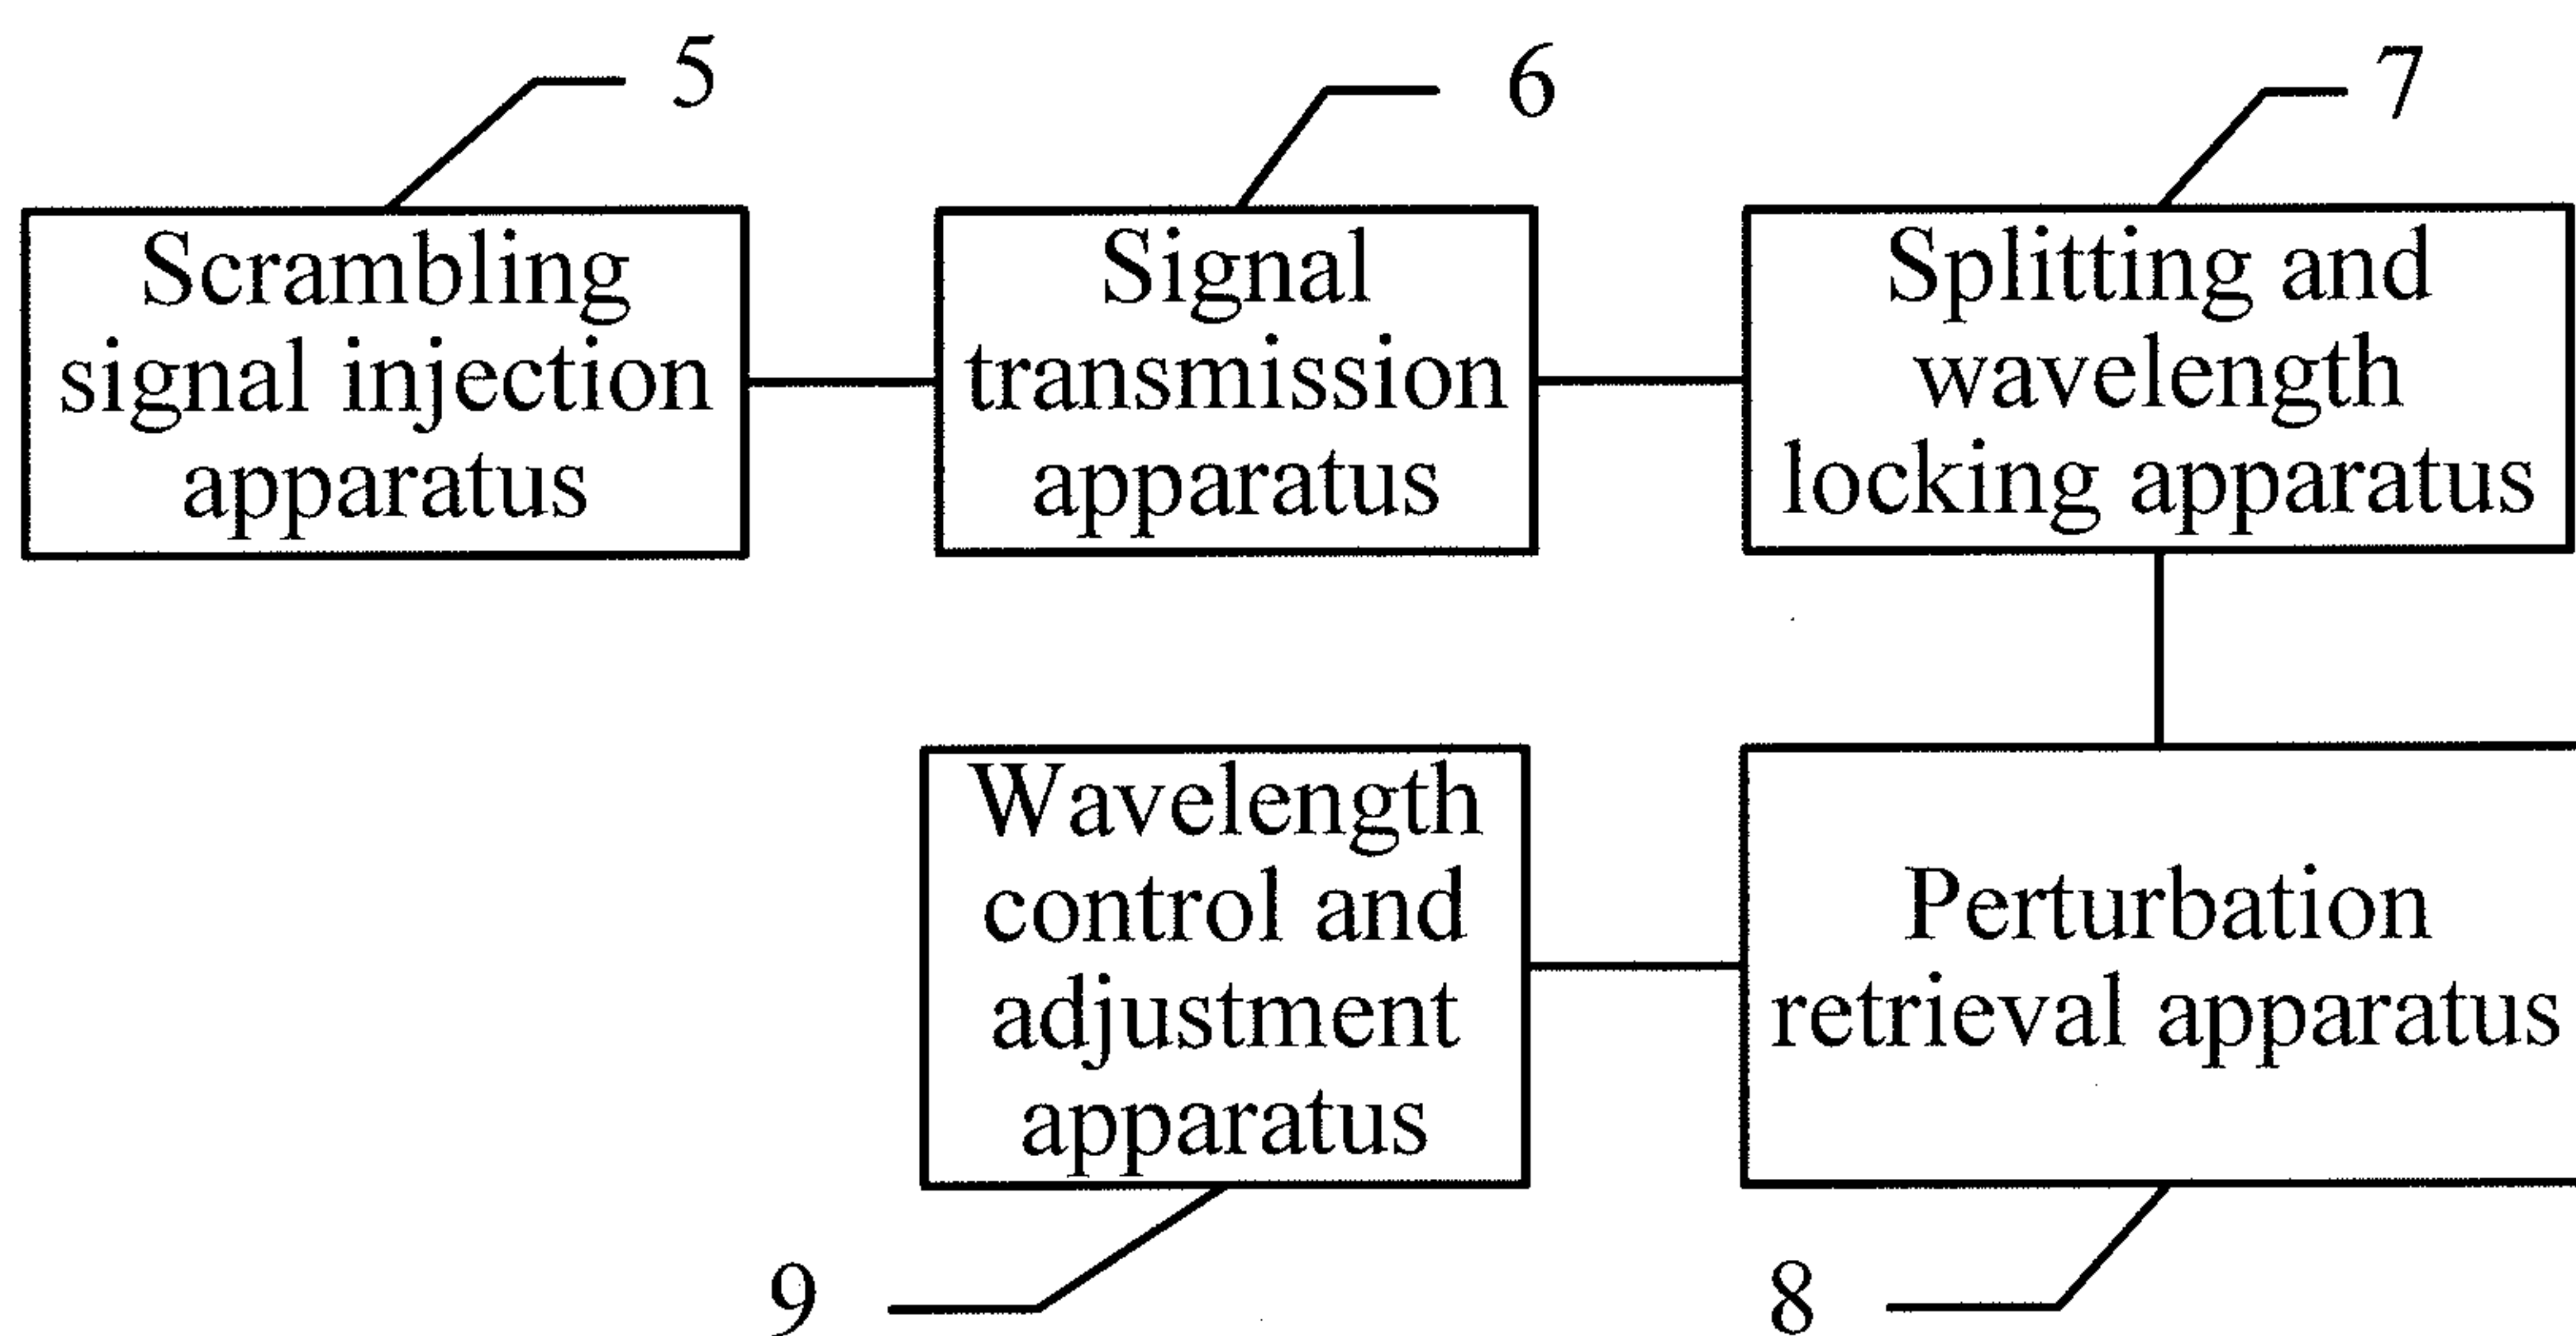 5
6
7
Scrambling
signal injection
apparatus
Signal
transmission
apparatus
Splitting and
wavelength
locking apparatus
Wavelength
control and
adjustment
apparatus
Perturbation
retrieval apparatus
9
8